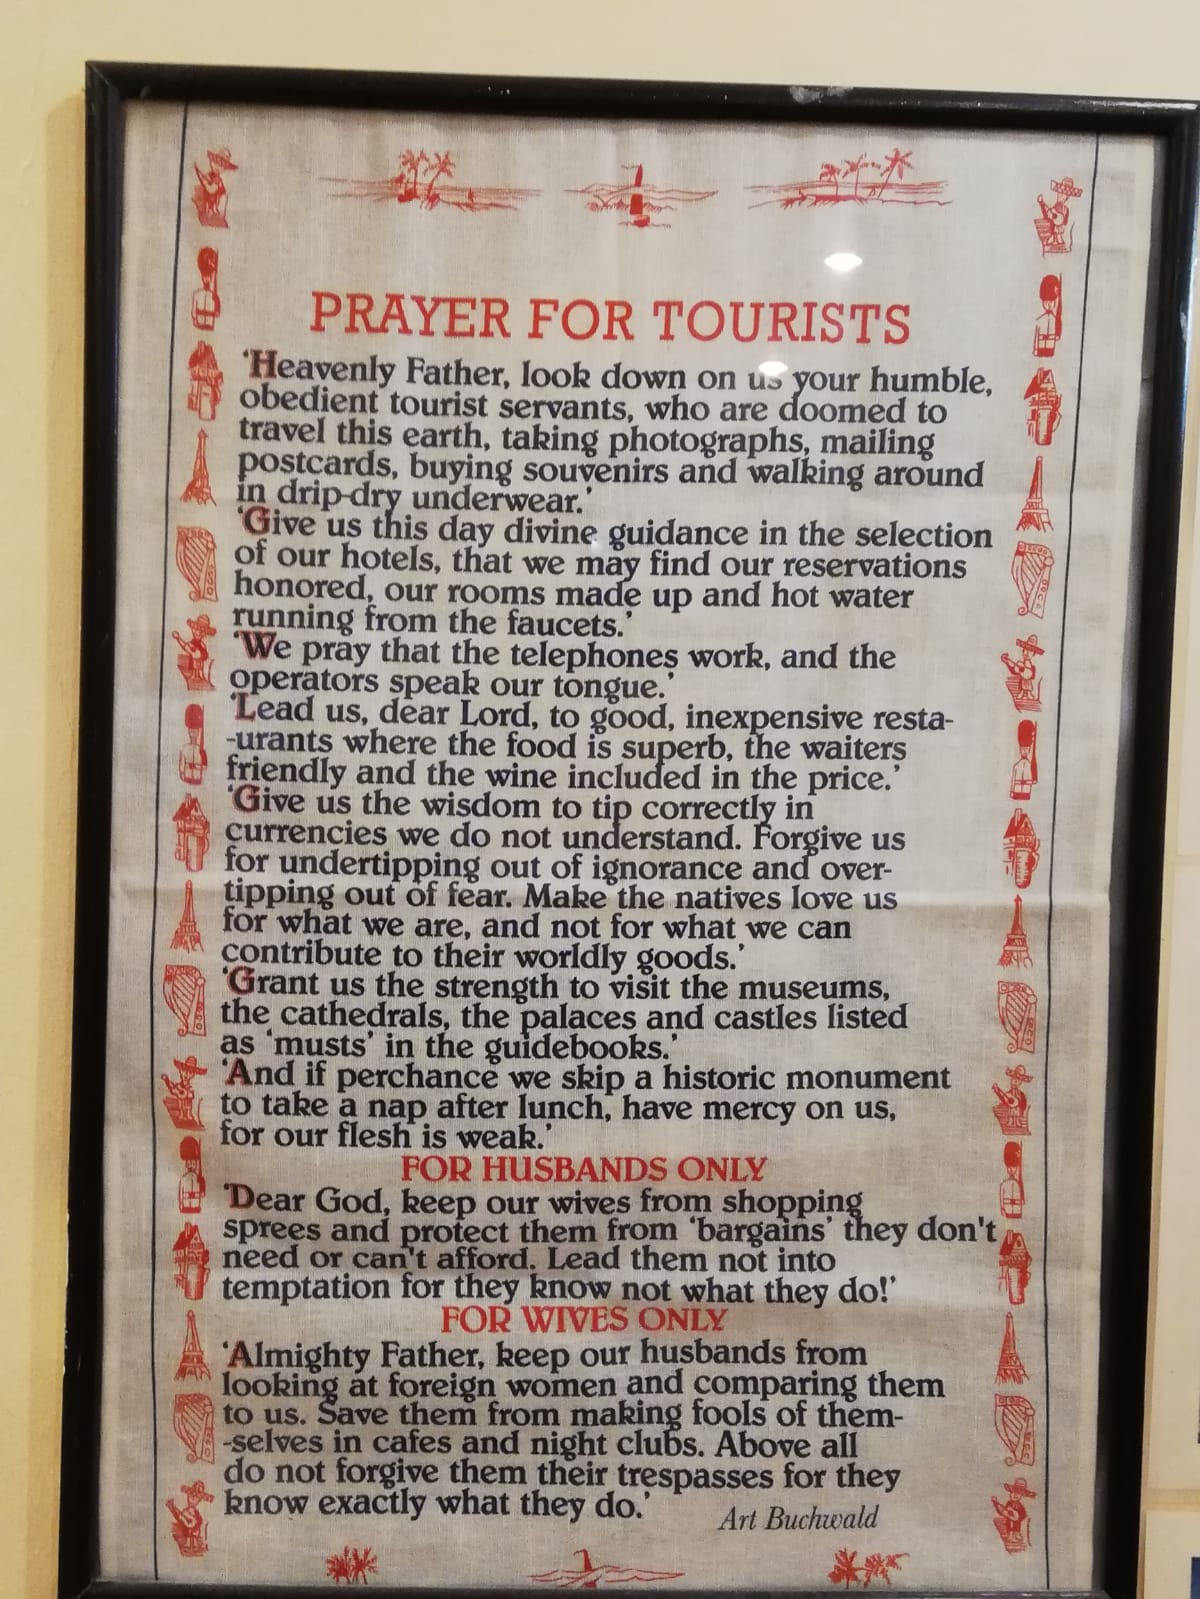 PRAYER FOR TOURISTS
‘Heavenly Father, look down on us your humble,
obedient tourist servants, who are doomed to
travel this earth, taking photographs, mailing
postcards, buying souvenirs and walking around
in drip-dry underwear.’
‘Give us this day divine guidance in the selection
of our hotels, that we may find our reservations
honored, our rooms made up and hot water
running from the faucets.’
‘We pray that the telephones work, and the
operators speak our tongue.’
‘Lead us, dear Lord, to good, inexpensive resta-
-urants where the food is superb, the waiters
friendly and the wine included in the price.’
‘Give us the wisdom to tip correctly in
currencies we do not understand. Forgive us
for undertipping out of ignorance and over-
tipping out of fear. Make the natives love us
for what we are, and not for what we can
contribute to their worldly goods.’
‘Grant us the strength to visit the museums,
the cathedrals, the palaces and castles listed
as ‘musts’ in the guidebooks.’
‘And if perchance we skip a historic monument
to take a nap after lunch, have mercy on us,
for our flesh is weak.’
FOR HUSBANDS ONLY
‘Dear God, keep our wives from shopping
sprees and protect them from ‘bargains’ they don't
need or can't afford. Lead them not into
temptation for they know not what they do!’
FOR WIVES ONLY
‘Almighty Father, keep our husbands from
looking at foreign women and comparing them
to us. Save them from making fools of them-
-selves in cafes and night clubs. Above all
do not forgive them their trespasses for they
know exactly what they do.’
Art Buchwald